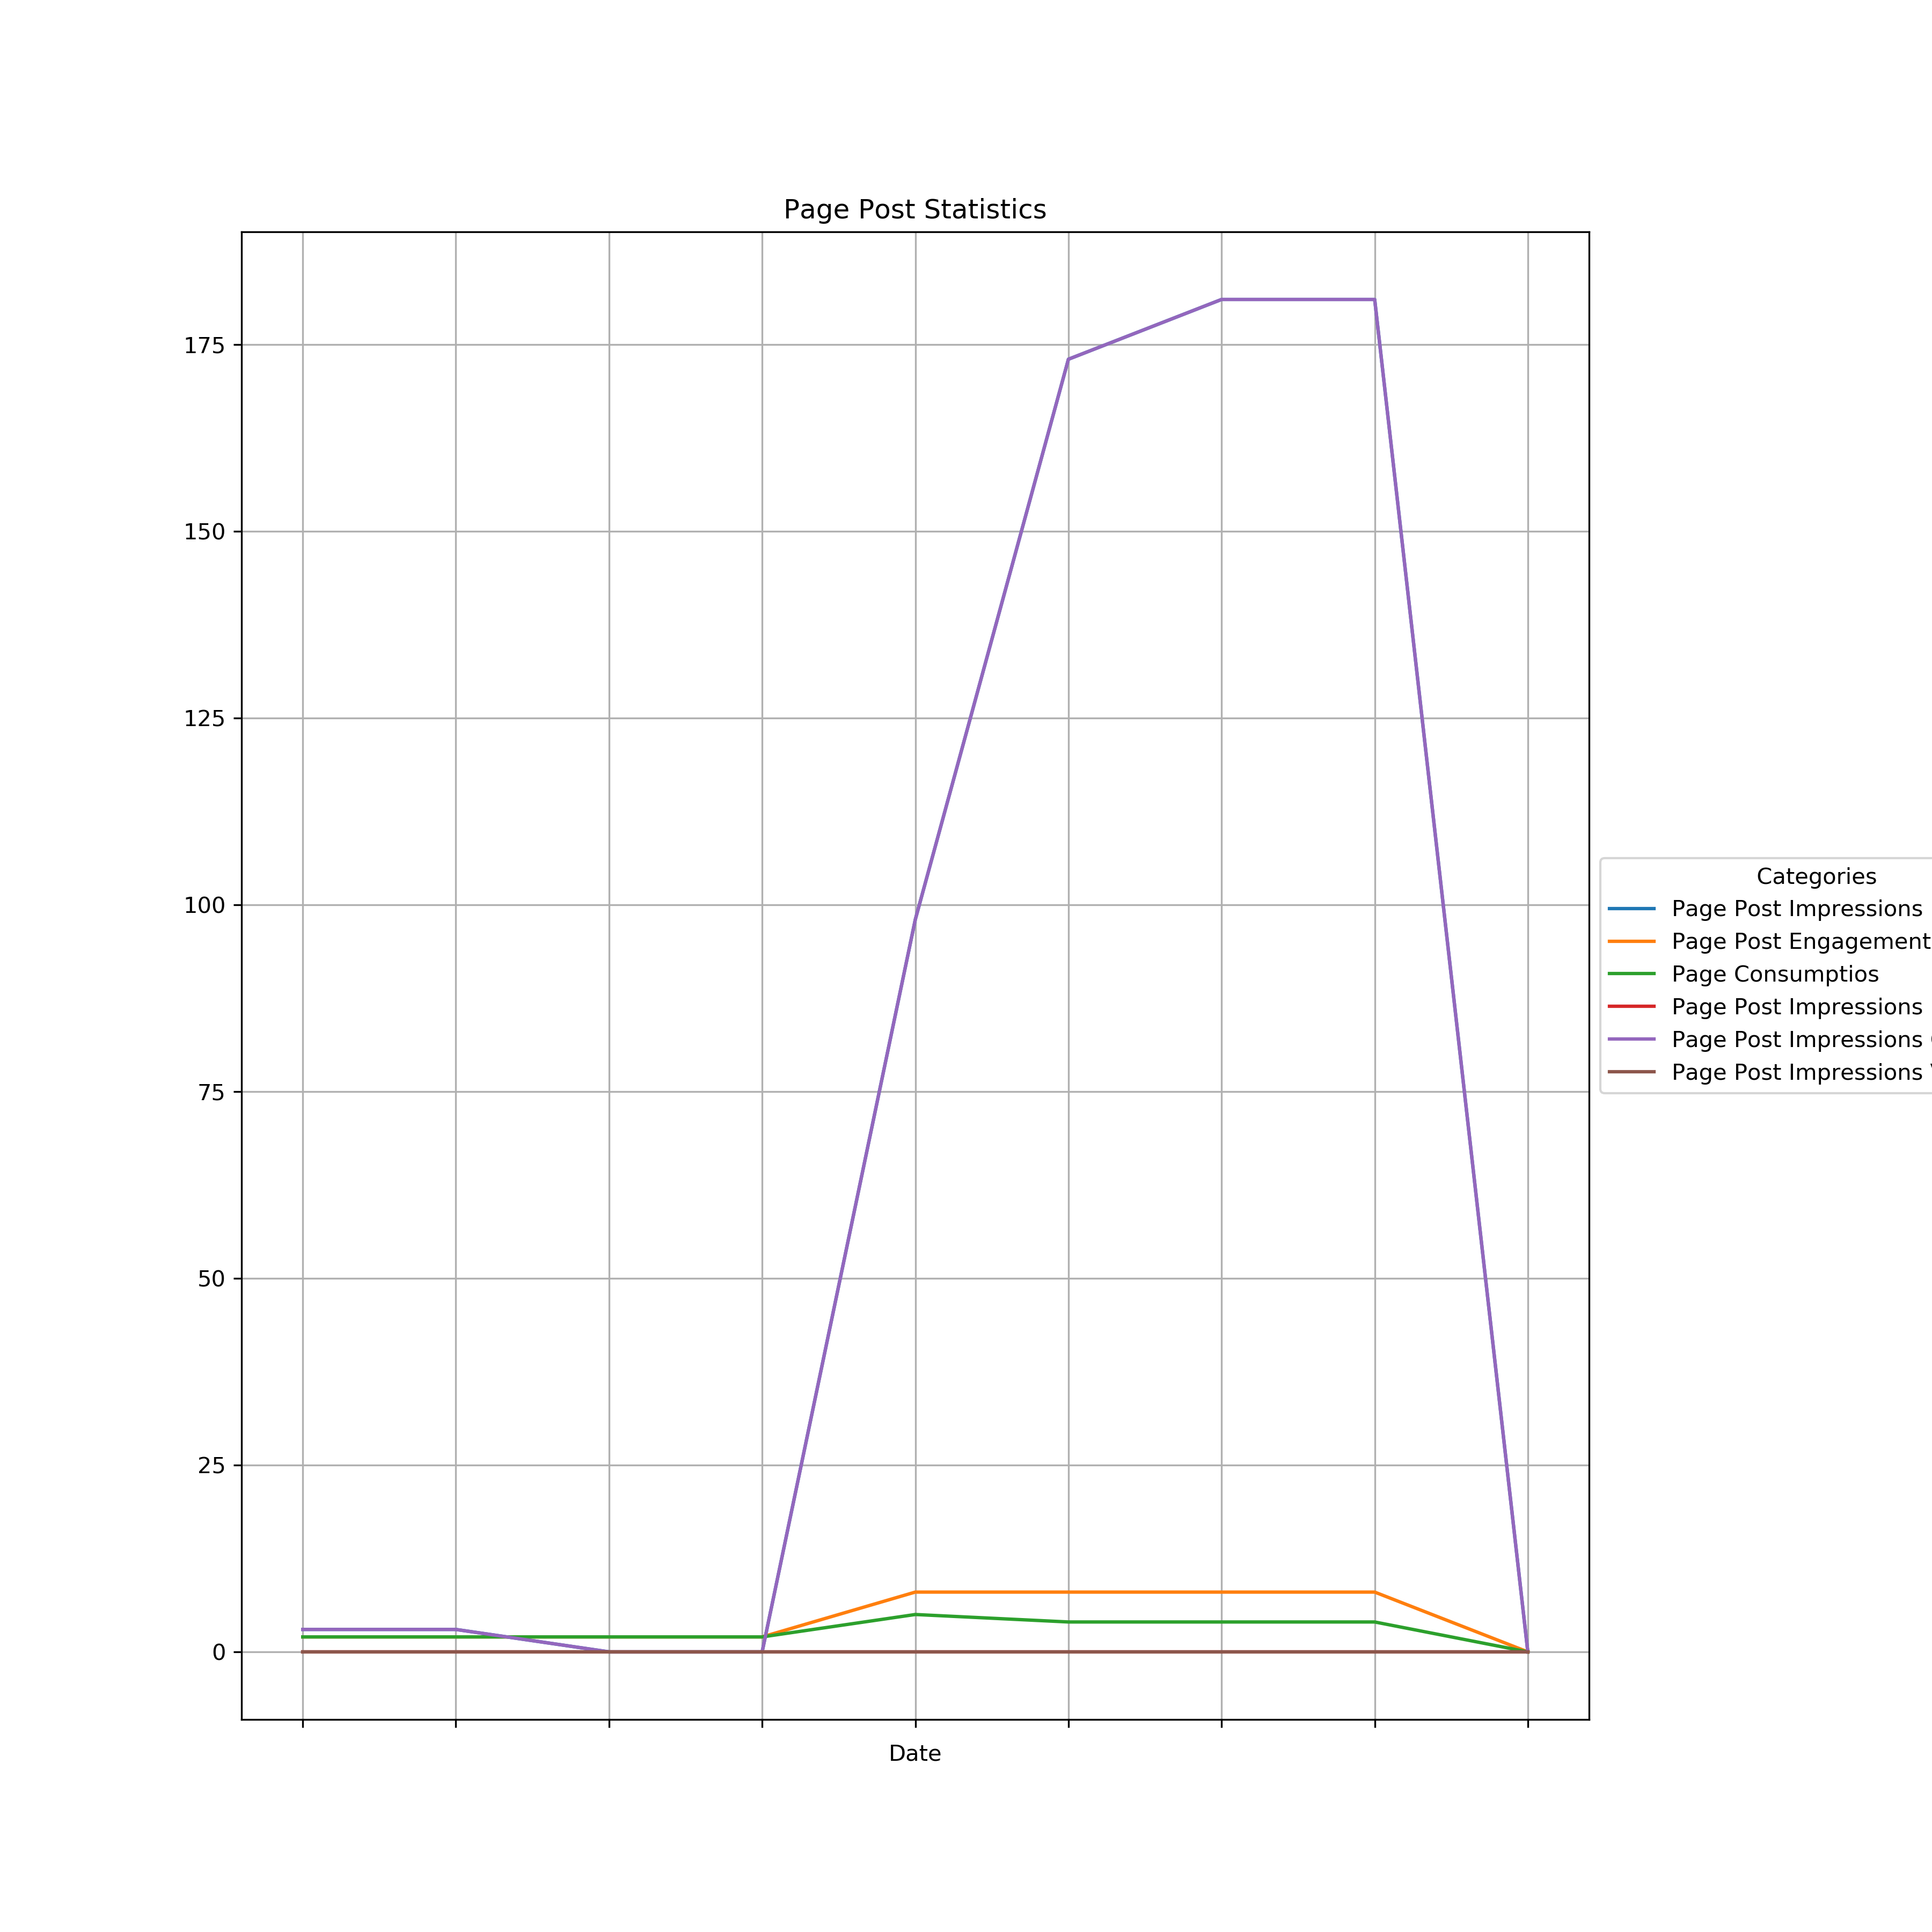 Page Post Statistics
175
150
125
100
75
50
25
0
Date
Categories
Page Post Impressions
Page Post Engagement
Page Consumptios
Page Post Impressions
Page Post Impressions
Page Post Impressions